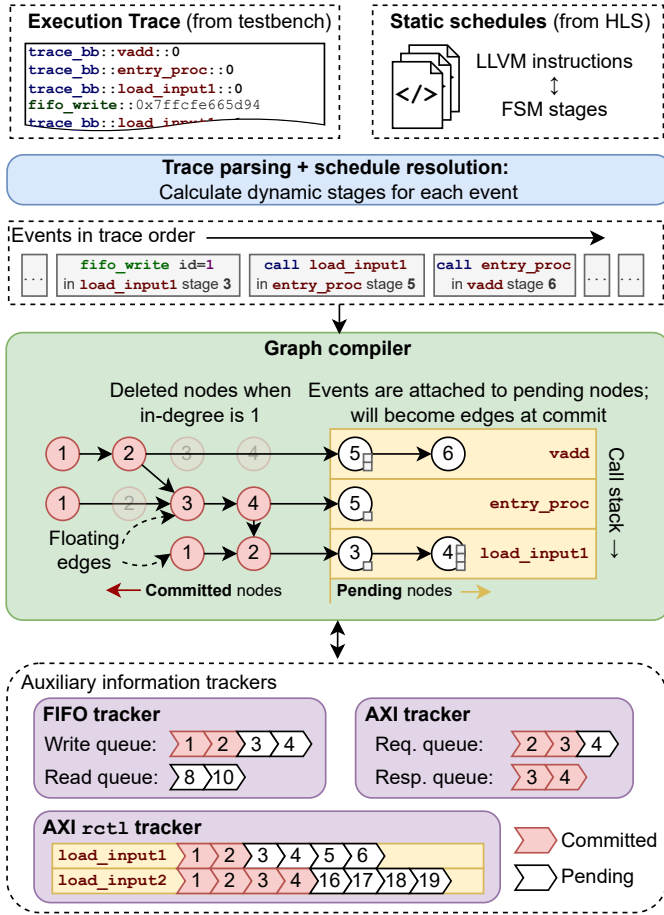 Execution Trace (from testbench)
trace_bb::vadd::0
trace_bb::entry_proc::0
trace_bb::load_input1::0
fifo_write::0x7ffcfe665d94
trace_bb::load_input1::0
Static schedules (from HLS)
</>
LLVM instructions
↕
FSM stages
Trace parsing + schedule resolution:
Calculate dynamic stages for each event
Events in trace order
...
fifo_write id=1
in load_input1 stage 3
call load_input1
in entry_proc stage 5
call entry_proc
in vadd stage 6
...
...
Graph compiler
Deleted nodes when
in-degree is 1
Events are attached to pending nodes;
will become edges at commit
1 2 3 4 5 6 vadd
1 2 3 4 5 entry_proc
1 2 3 4 load_input1
Call stack →
Floating
edges
Committed nodes
Pending nodes
Auxiliary information trackers
FIFO tracker
Write queue: 1 2 3 4
Read queue: 8 10
AXI tracker
Req. queue: 2 3 4
Resp. queue: 3 4
AXI rctl tracker
load_input1 1 2 3 4 5 6
load_input2 1 2 3 4 16 17 18 19
Committed
Pending